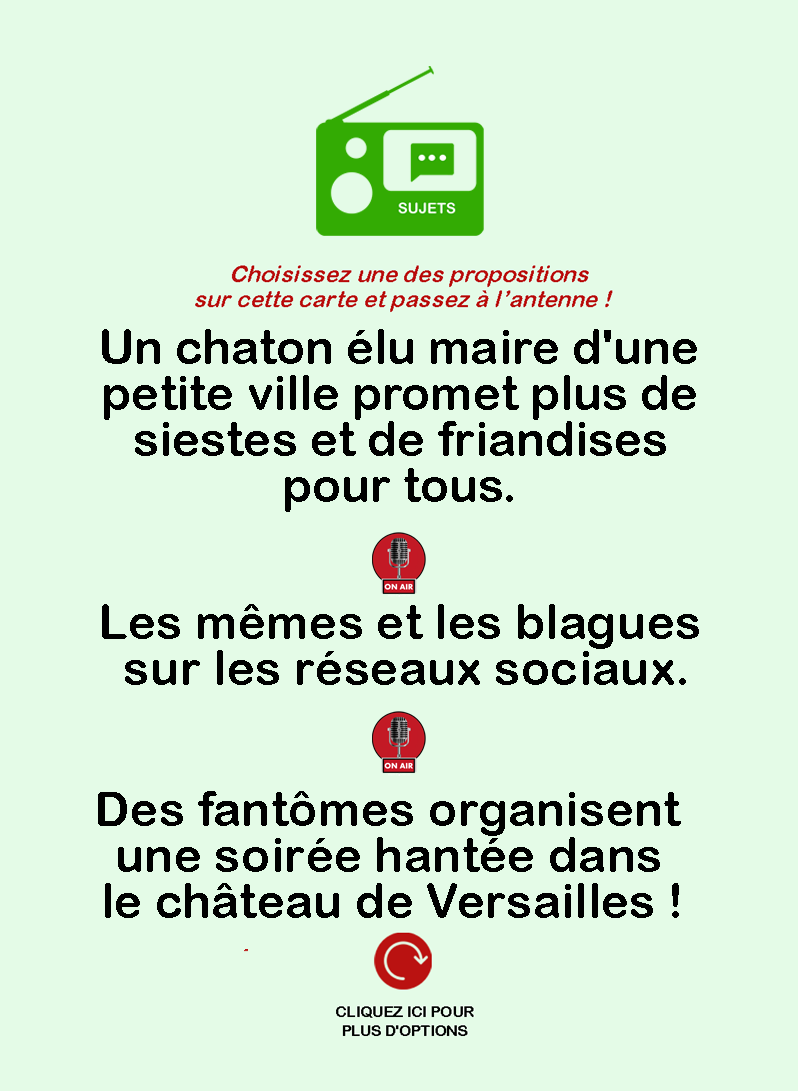 SUJETS
Choisissez une des propositions
sur cette carte et passez à l’antenne !
Un chaton élu maire d'une
petite ville promet plus de
siestes et de friandises
pour tous.
ON AIR
Les mêmes et les blagues
sur les réseaux sociaux.
ON AIR
Des fantômes organisent
une soirée hantée dans
le château de Versailles !
CLIQUEZ ICI POUR
PLUS D'OPTIONS